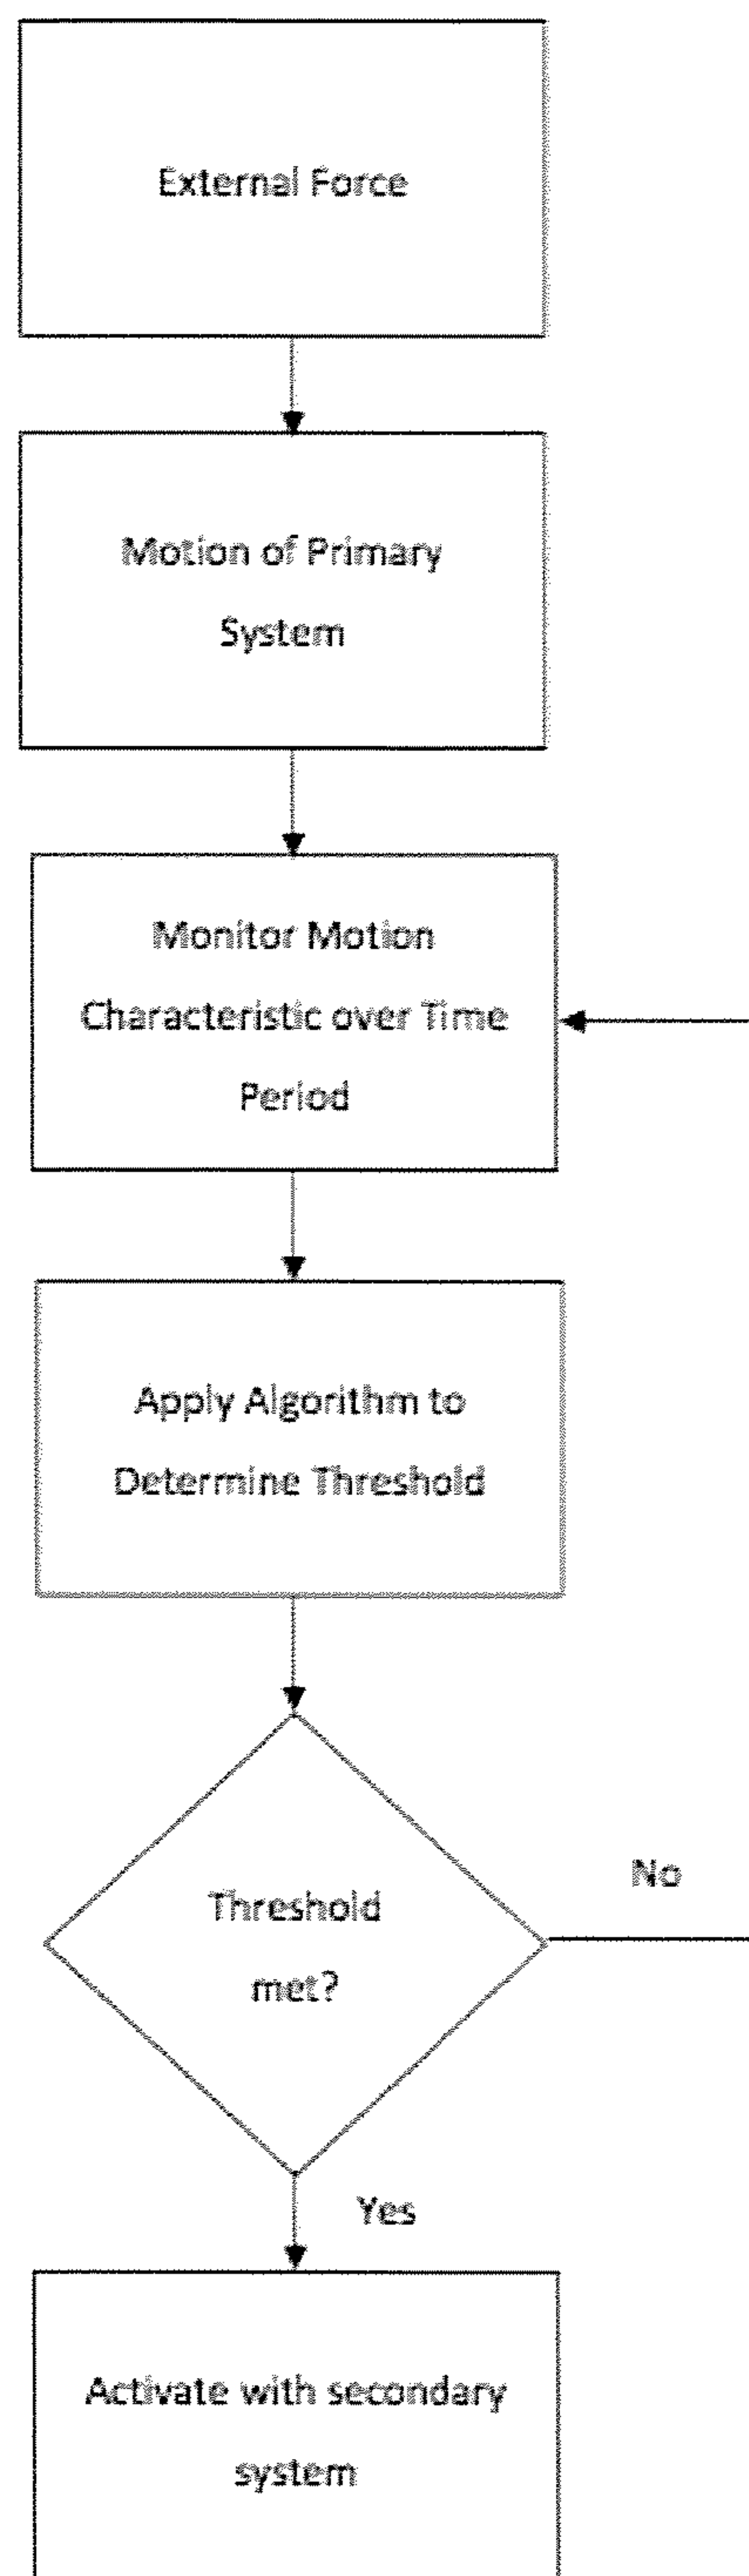 External Force
Motion of Primary
System
Monitor Motion
Characteristic over Time
Period
Apply Algorithm to
Determine Threshold
Threshold
met?
No
Yes
Activate with secondary
system